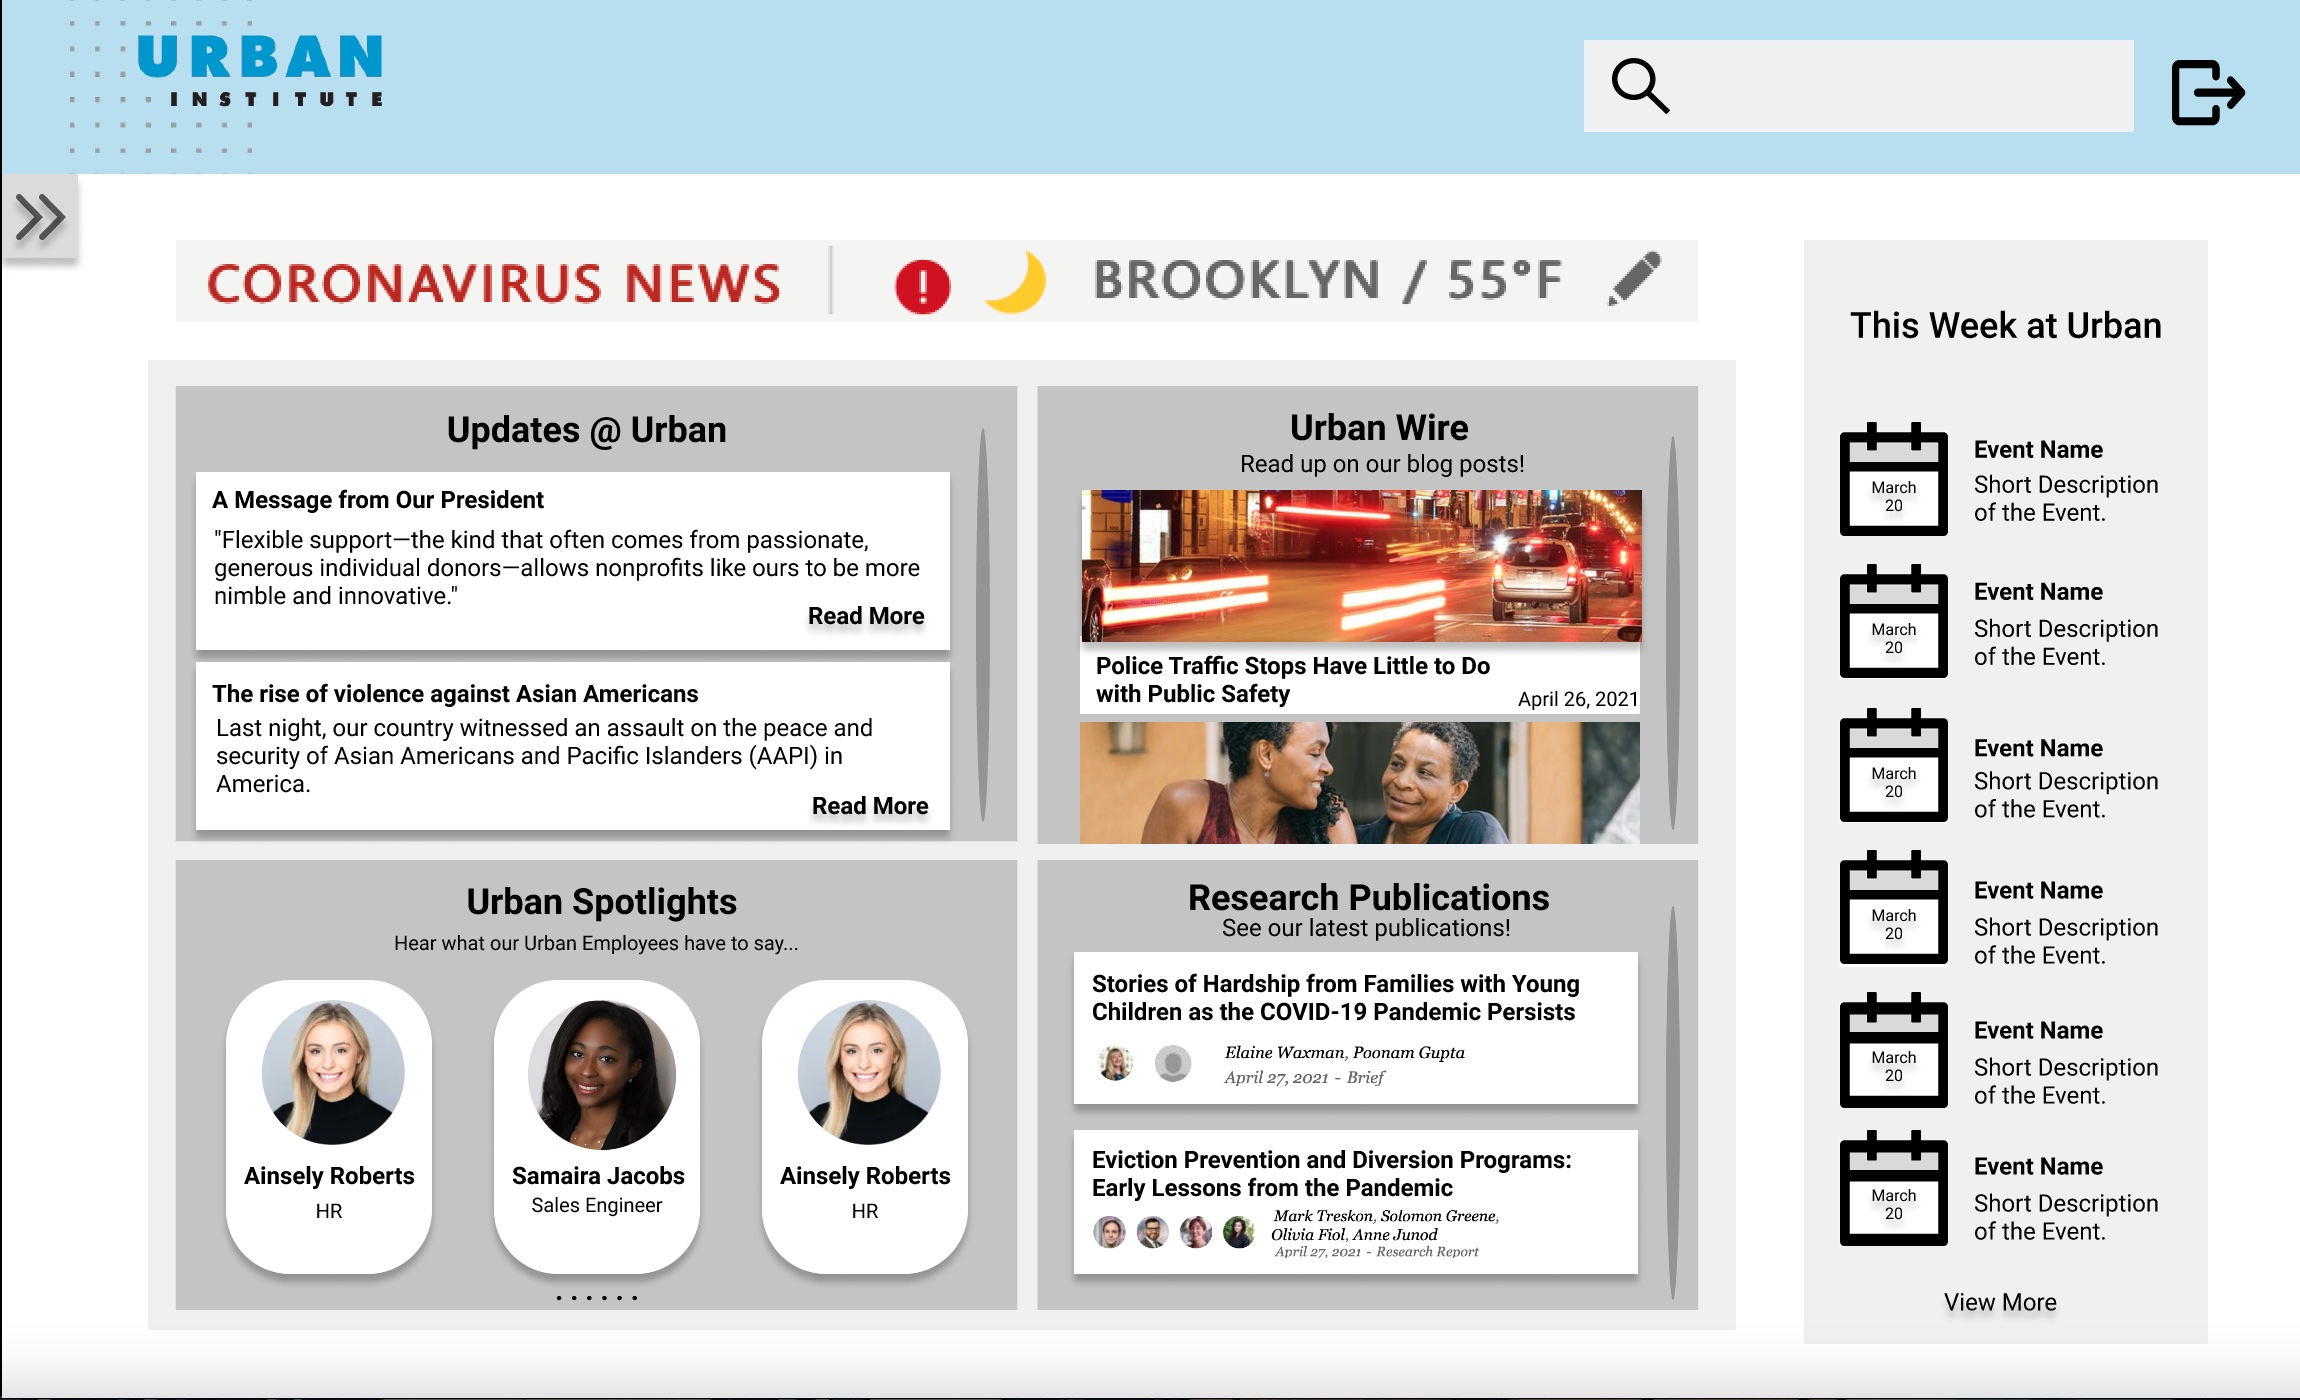 URBAN
INSTITUTE
CORONAVIRUS NEWS
BROOKLYN / 55°F
Updates @ Urban
A Message from Our President
"Flexible support—the kind that often comes from passionate,
generous individual donors—allows nonprofits like ours to be more
nimble and innovative."
Read More
The rise of violence against Asian Americans
Last night, our country witnessed an assault on the peace and
security of Asian Americans and Pacific Islanders (AAPI) in
America.
Read More
Urban Wire
Read up on our blog posts!
Police Traffic Stops Have Little to Do
with Public Safety
April 26, 2021
Urban Spotlights
Hear what our Urban Employees have to say...
Ainsely Roberts
HR
Samaira Jacobs
Sales Engineer
Ainsely Roberts
HR
Research Publications
See our latest publications!
Stories of Hardship from Families with Young
Children as the COVID-19 Pandemic Persists
Elaine Waxman, Poonam Gupta
April 27, 2021 - Brief
Eviction Prevention and Diversion Programs:
Early Lessons from the Pandemic
Mark Treskon, Solomon Greene,
Olivia Fiol, Anne Junod
April 27, 2021 - Research Report
This Week at Urban
March
20
Event Name
Short Description
of the Event.
March
20
Event Name
Short Description
of the Event.
March
20
Event Name
Short Description
of the Event.
March
20
Event Name
Short Description
of the Event.
March
20
Event Name
Short Description
of the Event.
March
20
Event Name
Short Description
of the Event.
View More